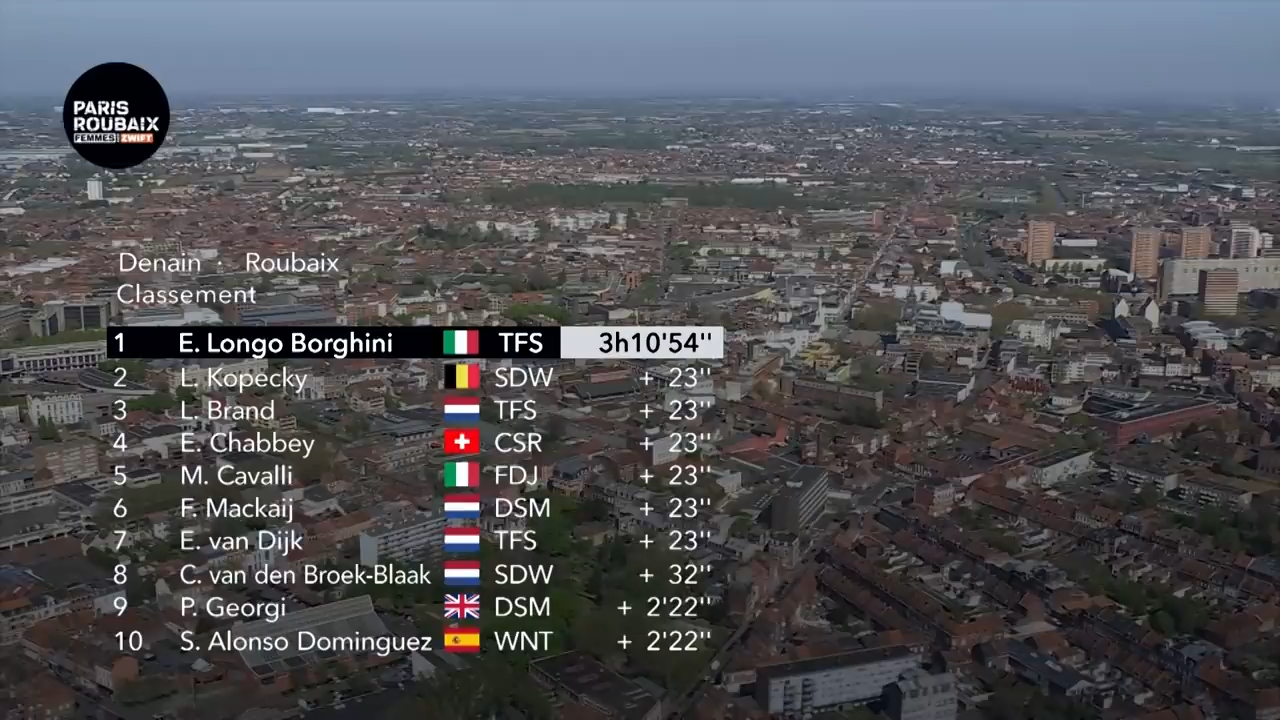 PARIS
ROUBAIX
FEMMES ZWIFT
Denain · Roubaix
Classement
1 E. Longo Borghini TFS 3h10'54''
2 L. Kopecky SDW + 23''
3 L. Brand TFS + 23''
4 E. Chabbey CSR + 23''
5 M. Cavalli FDJ + 23''
6 F. Mackaij DSM + 23''
7 E. van Dijk TFS + 23''
8 C. van den Broek-Blaak SDW + 32''
9 P. Georgi DSM + 2'22''
10 S. Alonso Dominguez WNT + 2'22''